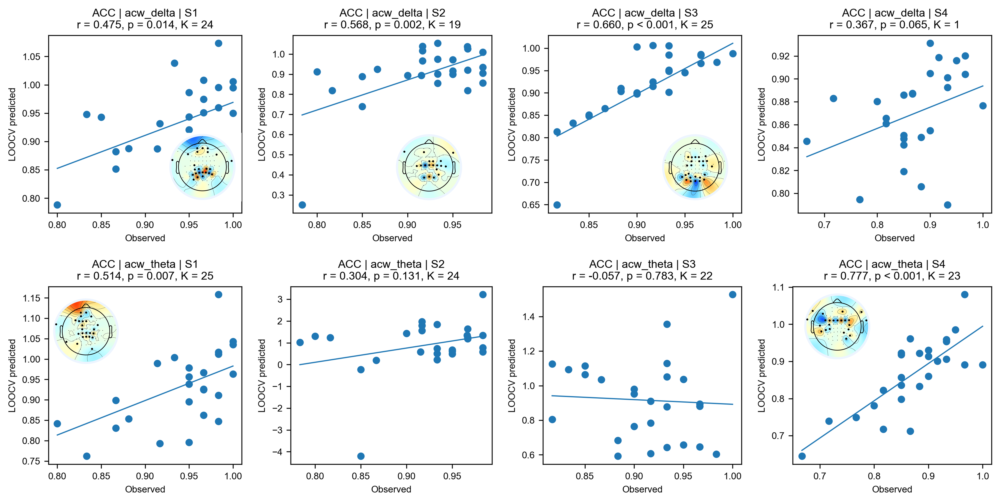 ACC | acw_delta | S1
r = 0.475, p = 0.014, K = 24
1.05
1.00
0.95
0.90
0.85
0.80
LOOCV predicted
0.80 0.85 0.90 0.95 1.00
Observed
ACC | acw_delta | S2
r = 0.568, p = 0.002, K = 19
1.0
0.9
0.8
0.7
0.6
0.5
0.4
0.3
LOOCV predicted
0.80 0.85 0.90 0.95
Observed
ACC | acw_delta | S3
r = 0.660, p < 0.001, K = 25
1.00
0.95
0.90
0.85
0.80
0.75
0.70
0.65
LOOCV predicted
0.85 0.90 0.95 1.00
Observed
ACC | acw_delta | S4
r = 0.367, p = 0.065, K = 1
0.92
0.90
0.88
0.86
0.84
0.82
0.80
LOOCV predicted
0.7 0.8 0.9 1.0
Observed
ACC | acw_theta | S1
r = 0.514, p = 0.007, K = 25
1.15
1.10
1.05
1.00
0.95
0.90
0.85
0.80
0.75
LOOCV predicted
0.80 0.85 0.90 0.95 1.00
Observed
ACC | acw_theta | S2
r = 0.304, p = 0.131, K = 24
3
2
1
0
−1
−2
−3
−4
LOOCV predicted
0.80 0.85 0.90 0.95
Observed
ACC | acw_theta | S3
r = -0.057, p = 0.783, K = 22
1.4
1.2
1.0
0.8
0.6
LOOCV predicted
0.85 0.90 0.95 1.00
Observed
ACC | acw_theta | S4
r = 0.777, p < 0.001, K = 23
1.1
1.0
0.9
0.8
0.7
LOOCV predicted
0.7 0.8 0.9 1.0
Observed